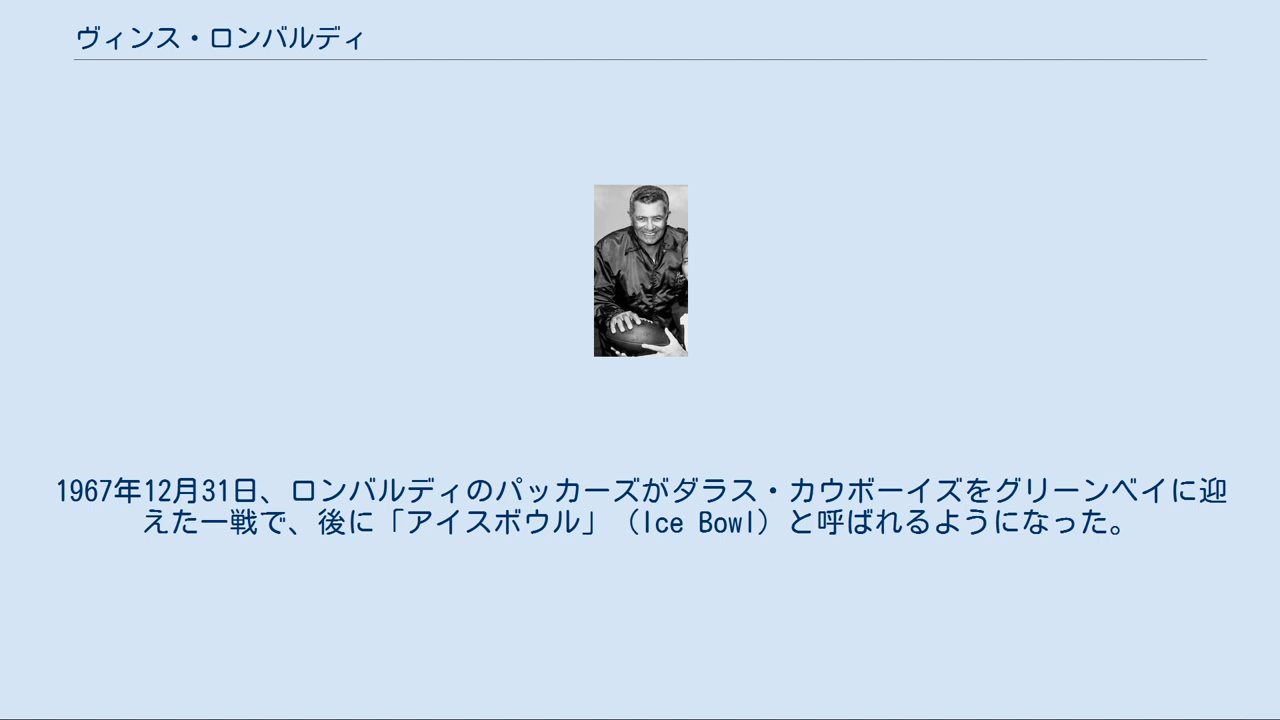 ヴィンス・ロンバルディ
1967年12月31日、ロンバルディのパッカーズがダラス・カウボーイズをグリーンベイに迎
えた一戦で、後に「アイスボウル」（Ice Bowl）と呼ばれるようになった。